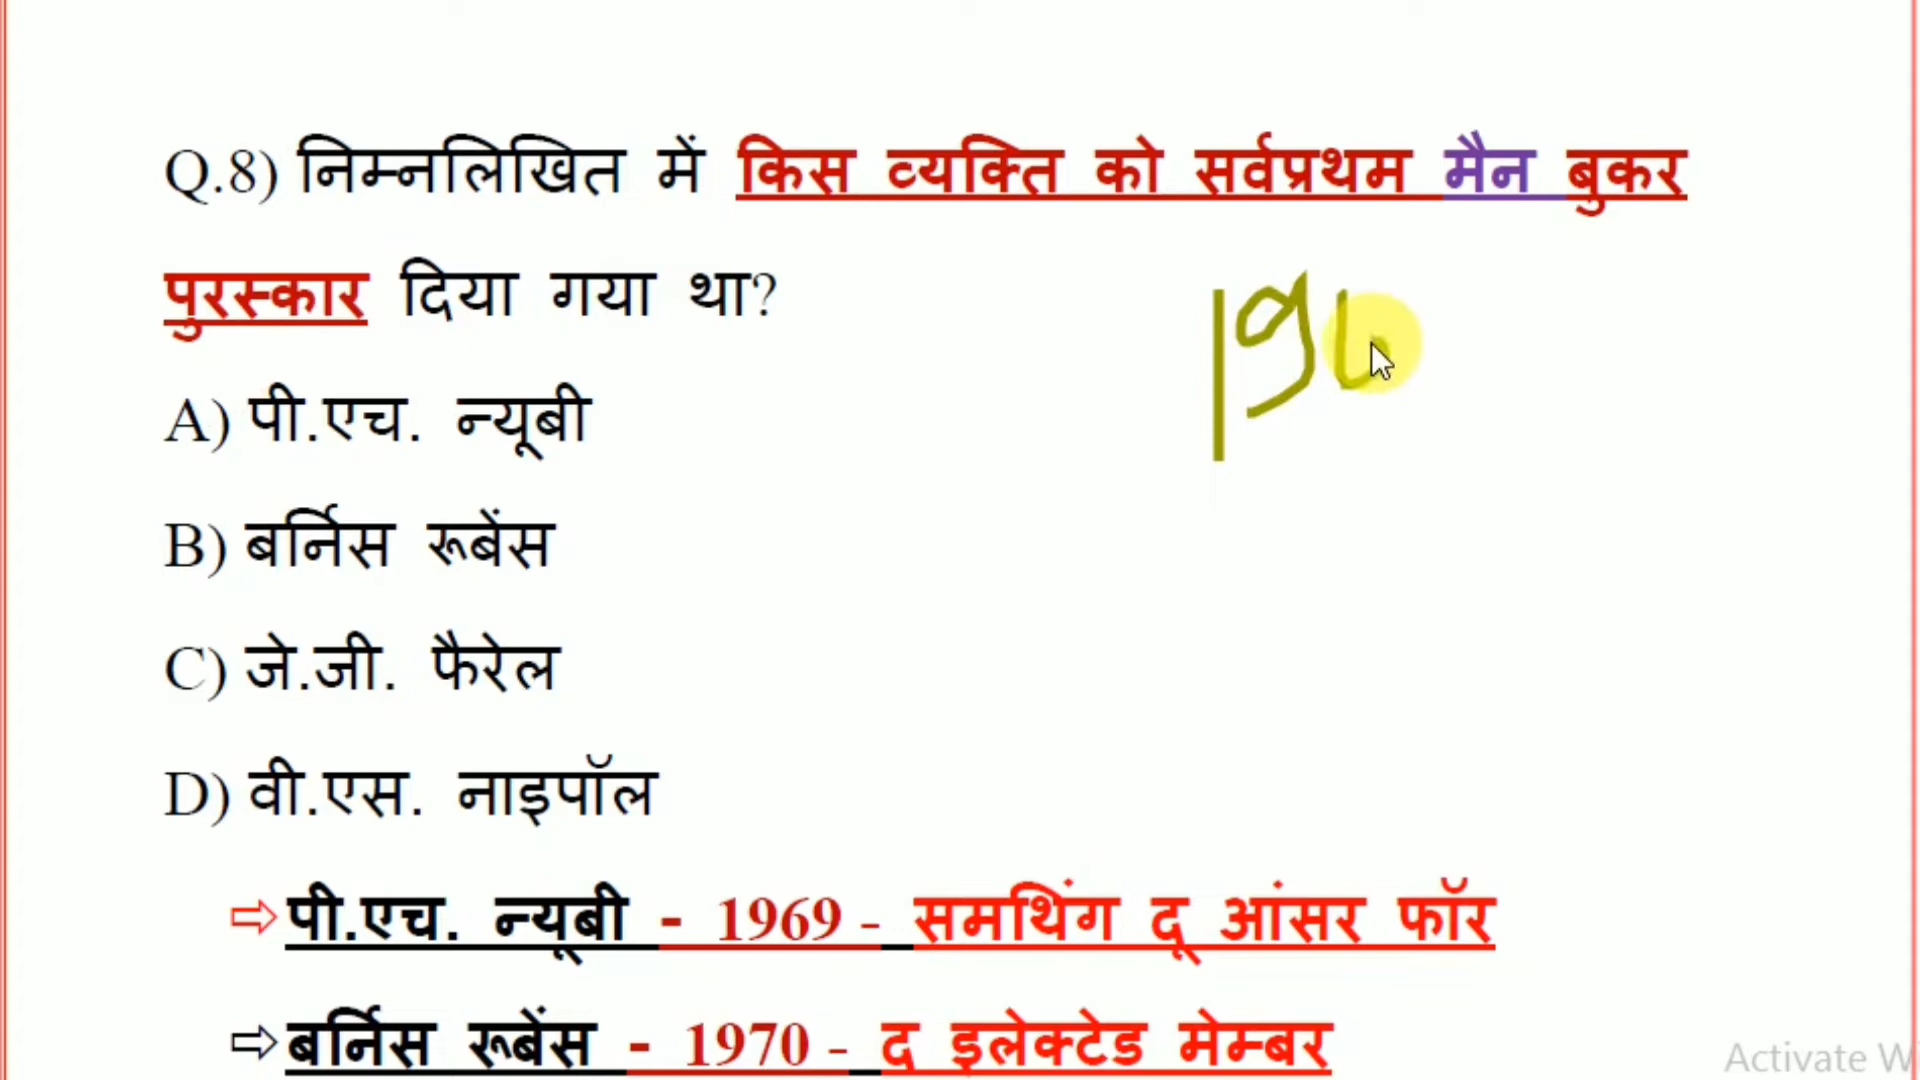 Q.8) निम्नलिखित में किस व्यक्ति को सर्वप्रथम मैन बुकर
पुरस्कार दिया गया था?
A) पी.एच. न्यूबी
B) बर्निस रूबेंस
C) जे.जी. फैरेल
D) वी.एस. नाइपॉल
⇨पी.एच. न्यूबी - 1969 - समथिंग दू आंसर फॉर
⇨बर्निस रूबेंस - 1970 - द इलेक्टेड मेम्बर
Activate